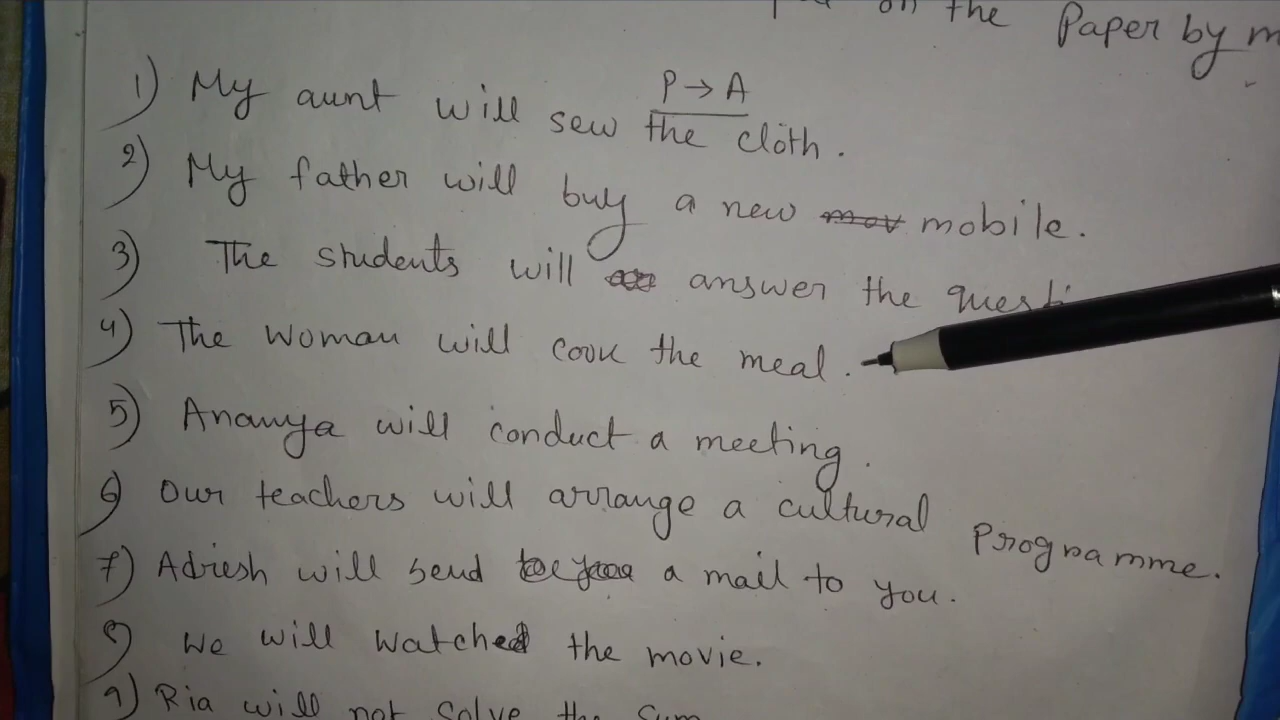 on the Paper by m
P → A
1) My aunt will sew the cloth.
2) My father will buy a new mobile.
3) The students will answer the questi
4) The woman will cook the meal.
5) Ananya will conduct a meeting.
6) Our teachers will arrange a cultural Programme.
7) Adriesh will send a mail to you.
8) We will watched the movie.
9) Ria will not solve the sum